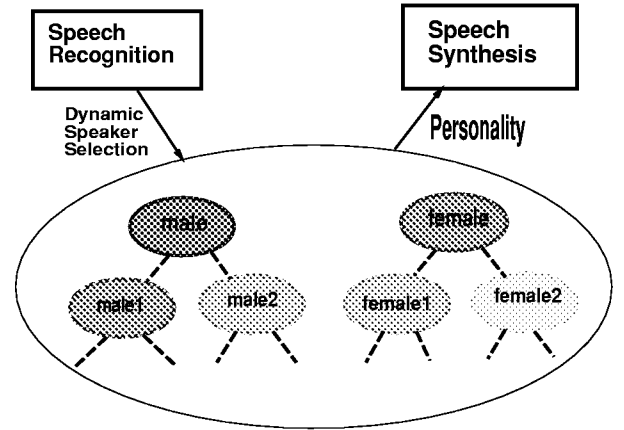 Speech
Recognition
Speech
Synthesis
Dynamic
Speaker
Selection
Personality
male
female
male1
male2
female1
female2